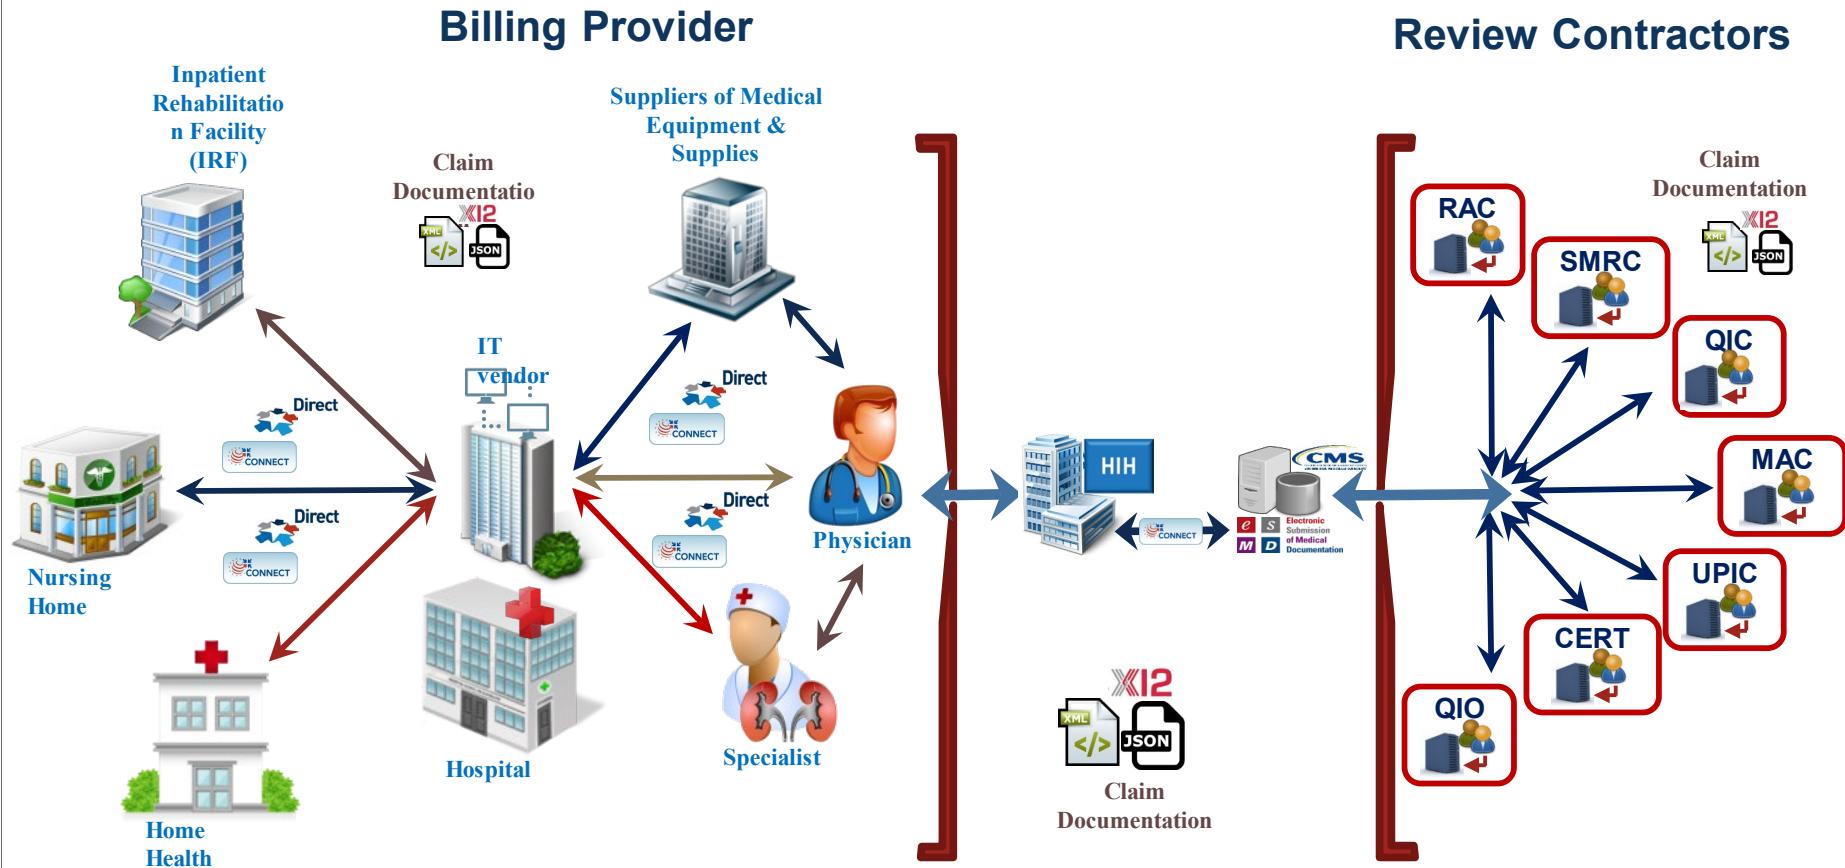 Billing Provider
Review Contractors
Inpatient
Rehabilitatio
n Facility
(IRF)
Claim
Documentatio
X12
XML
</>
JSON
Suppliers of Medical
Equipment &
Supplies
IT
vendor
Direct
CONNECT
Direct
CONNECT
Direct
CONNECT
Direct
CONNECT
Nursing
Home
Home
Health
Hospital
Physician
Specialist
HIH
CONNECT
CMS
e S
M D
Electronic
Submission
of Medical
Documentation
X12
XML
</>
JSON
Claim
Documentation
Claim
Documentation
X12
XML
</>
JSON
RAC
SMRC
QIC
MAC
UPIC
CERT
QIO